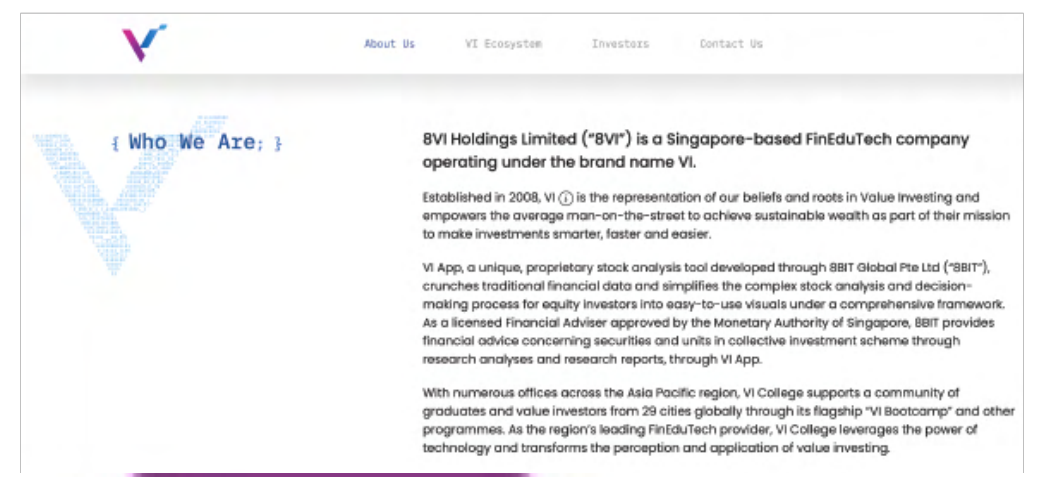 About Us VI Ecosystem Investors Contact Us
{ Who We Are; }
8VI Holdings Limited (“8VI”) is a Singapore-based FinEduTech company
operating under the brand name VI.
Established in 2008, VI ⓘ is the representation of our beliefs and roots in Value Investing and
empowers the average man-on-the-street to achieve sustainable wealth as part of their mission
to make investments smarter, faster and easier.
VI App, a unique, proprietary stock analysis tool developed through 8BIT Global Pte Ltd (“8BIT”),
crunches traditional financial data and simplifies the complex stock analysis and decision-
making process for equity investors into easy-to-use visuals under a comprehensive framework.
As a licensed Financial Adviser approved by the Monetary Authority of Singapore, 8BIT provides
financial advice concerning securities and units in collective investment scheme through
research analyses and research reports, through VI App.
With numerous offices across the Asia Pacific region, VI College supports a community of
graduates and value investors from 29 cities globally through its flagship “VI Bootcamp” and other
programmes. As the region’s leading FinEduTech provider, VI College leverages the power of
technology and transforms the perception and application of value investing.